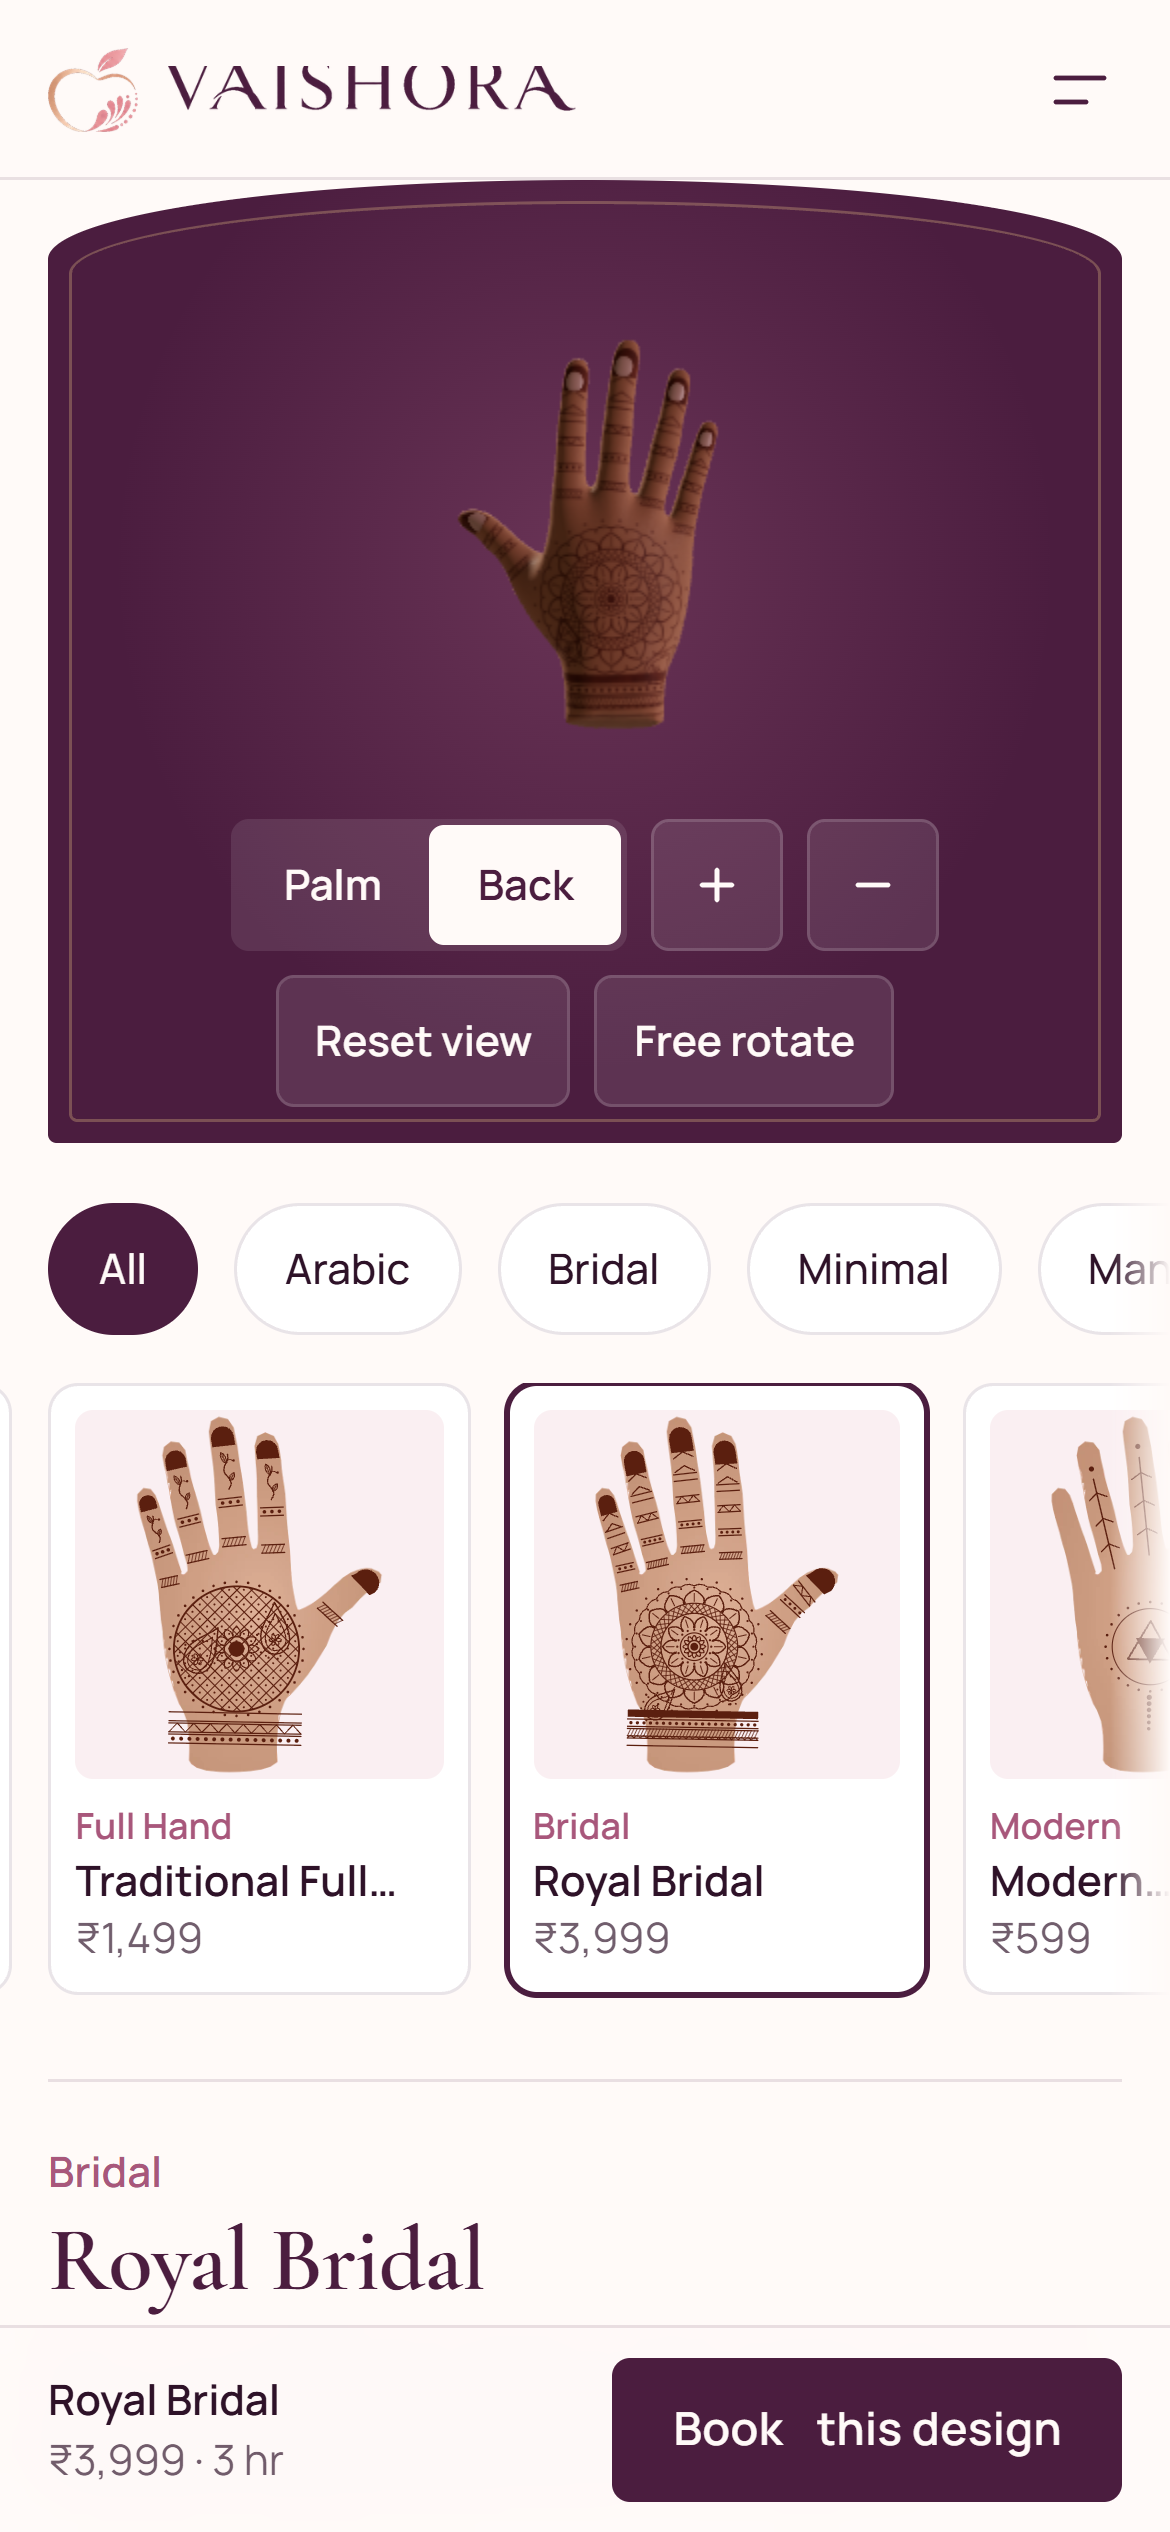 VAISHORA
Palm Back + −
Reset view Free rotate
All Arabic Bridal Minimal
Full Hand
Traditional Full...
₹1,499
Bridal
Royal Bridal
₹3,999
Modern
Modern...
₹599
Bridal
Royal Bridal
Royal Bridal
₹3,999 · 3 hr
Book this design